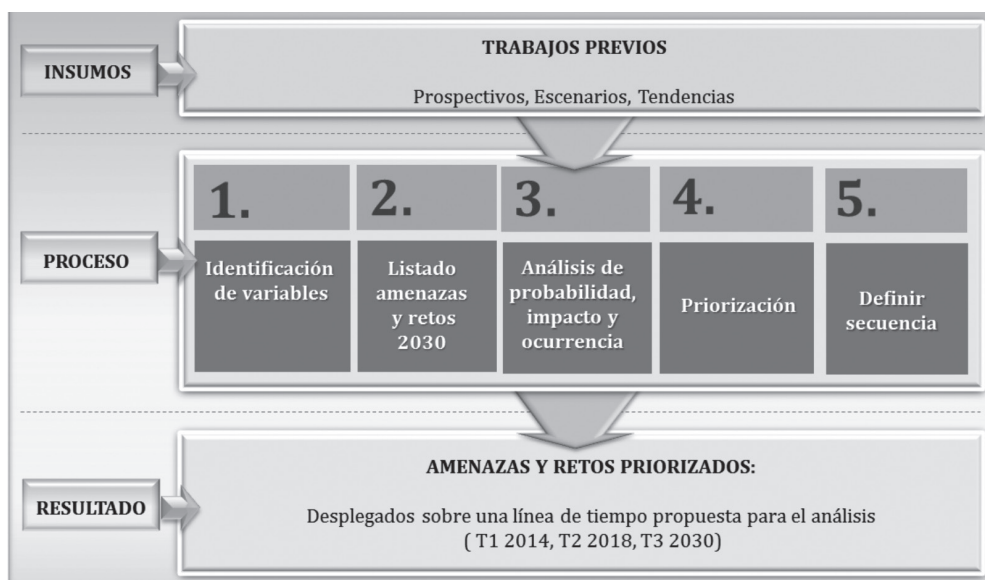 INSUMOS
TRABAJOS PREVIOS
Prospectivos, Escenarios, Tendencias
PROCESO
1.
Identificación
de variables
2.
Listado
amenazas
y retos
2030
3.
Análisis de
probabilidad,
impacto y
ocurrencia
4.
Priorización
5.
Definir
secuencia
RESULTADO
AMENAZAS Y RETOS PRIORIZADOS:
Desplegados sobre una línea de tiempo propuesta para el análisis
( T1 2014, T2 2018, T3 2030)